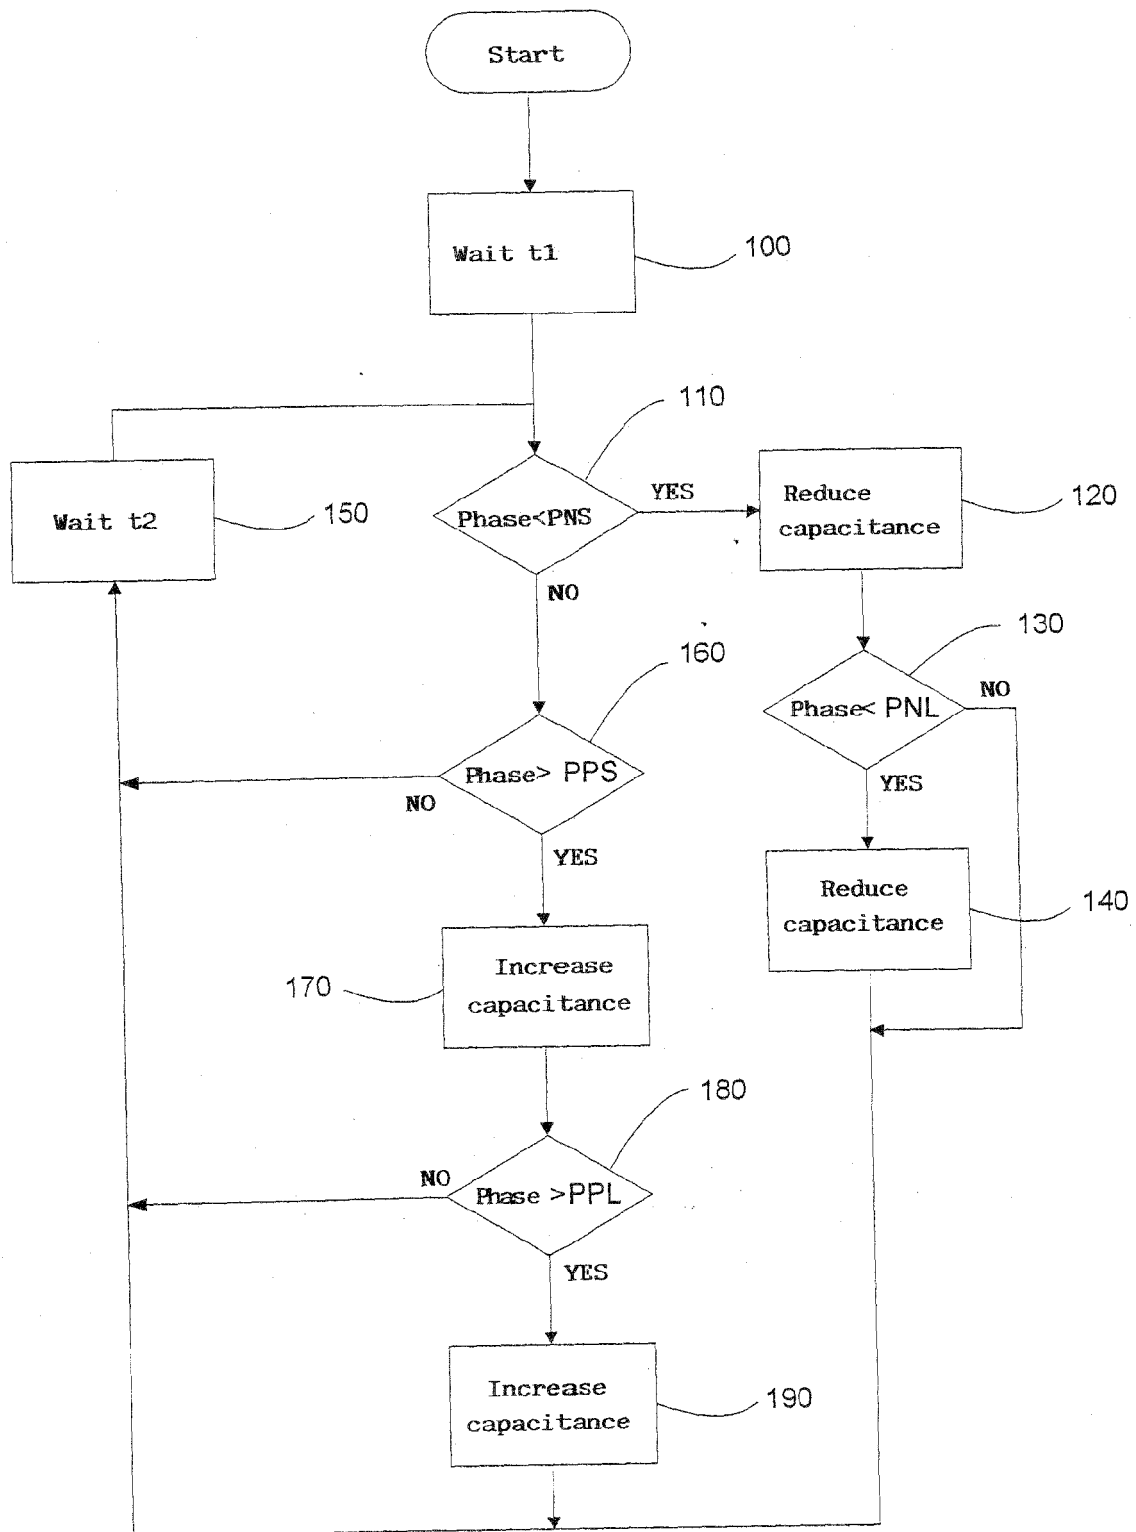 Start
Wait t1
100
110
Phase<PNS
YES
NO
Reduce
capacitance
120
Wait t2
150
130
Phase< PNL
NO
YES
160
Phase> PPS
NO
YES
Reduce
capacitance
140
Increase
capacitance
170
180
Phase >PPL
NO
YES
Increase
capacitance
190